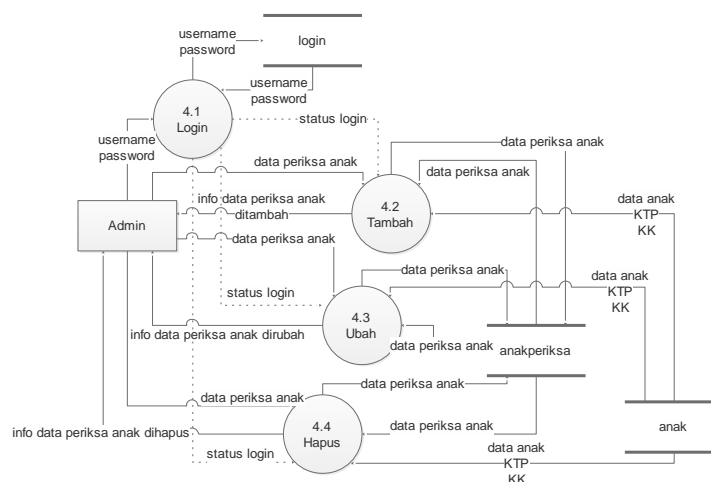 login
username
password
username
password
4.1
Login
status login
username
password
data periksa anak
data periksa anak
data periksa anak
info data periksa anak
ditambah
4.2
Tambah
data anak
KTP
KK
Admin
data periksa anak
data periksa anak
data anak
KTP
KK
status login
4.3
Ubah
info data periksa anak dirubah
data periksa anak
anakperiksa
data periksa anak
data periksa anak
4.4
Hapus
data periksa anak
anak
info data periksa anak dihapus
status login
data anak
KTP
KK